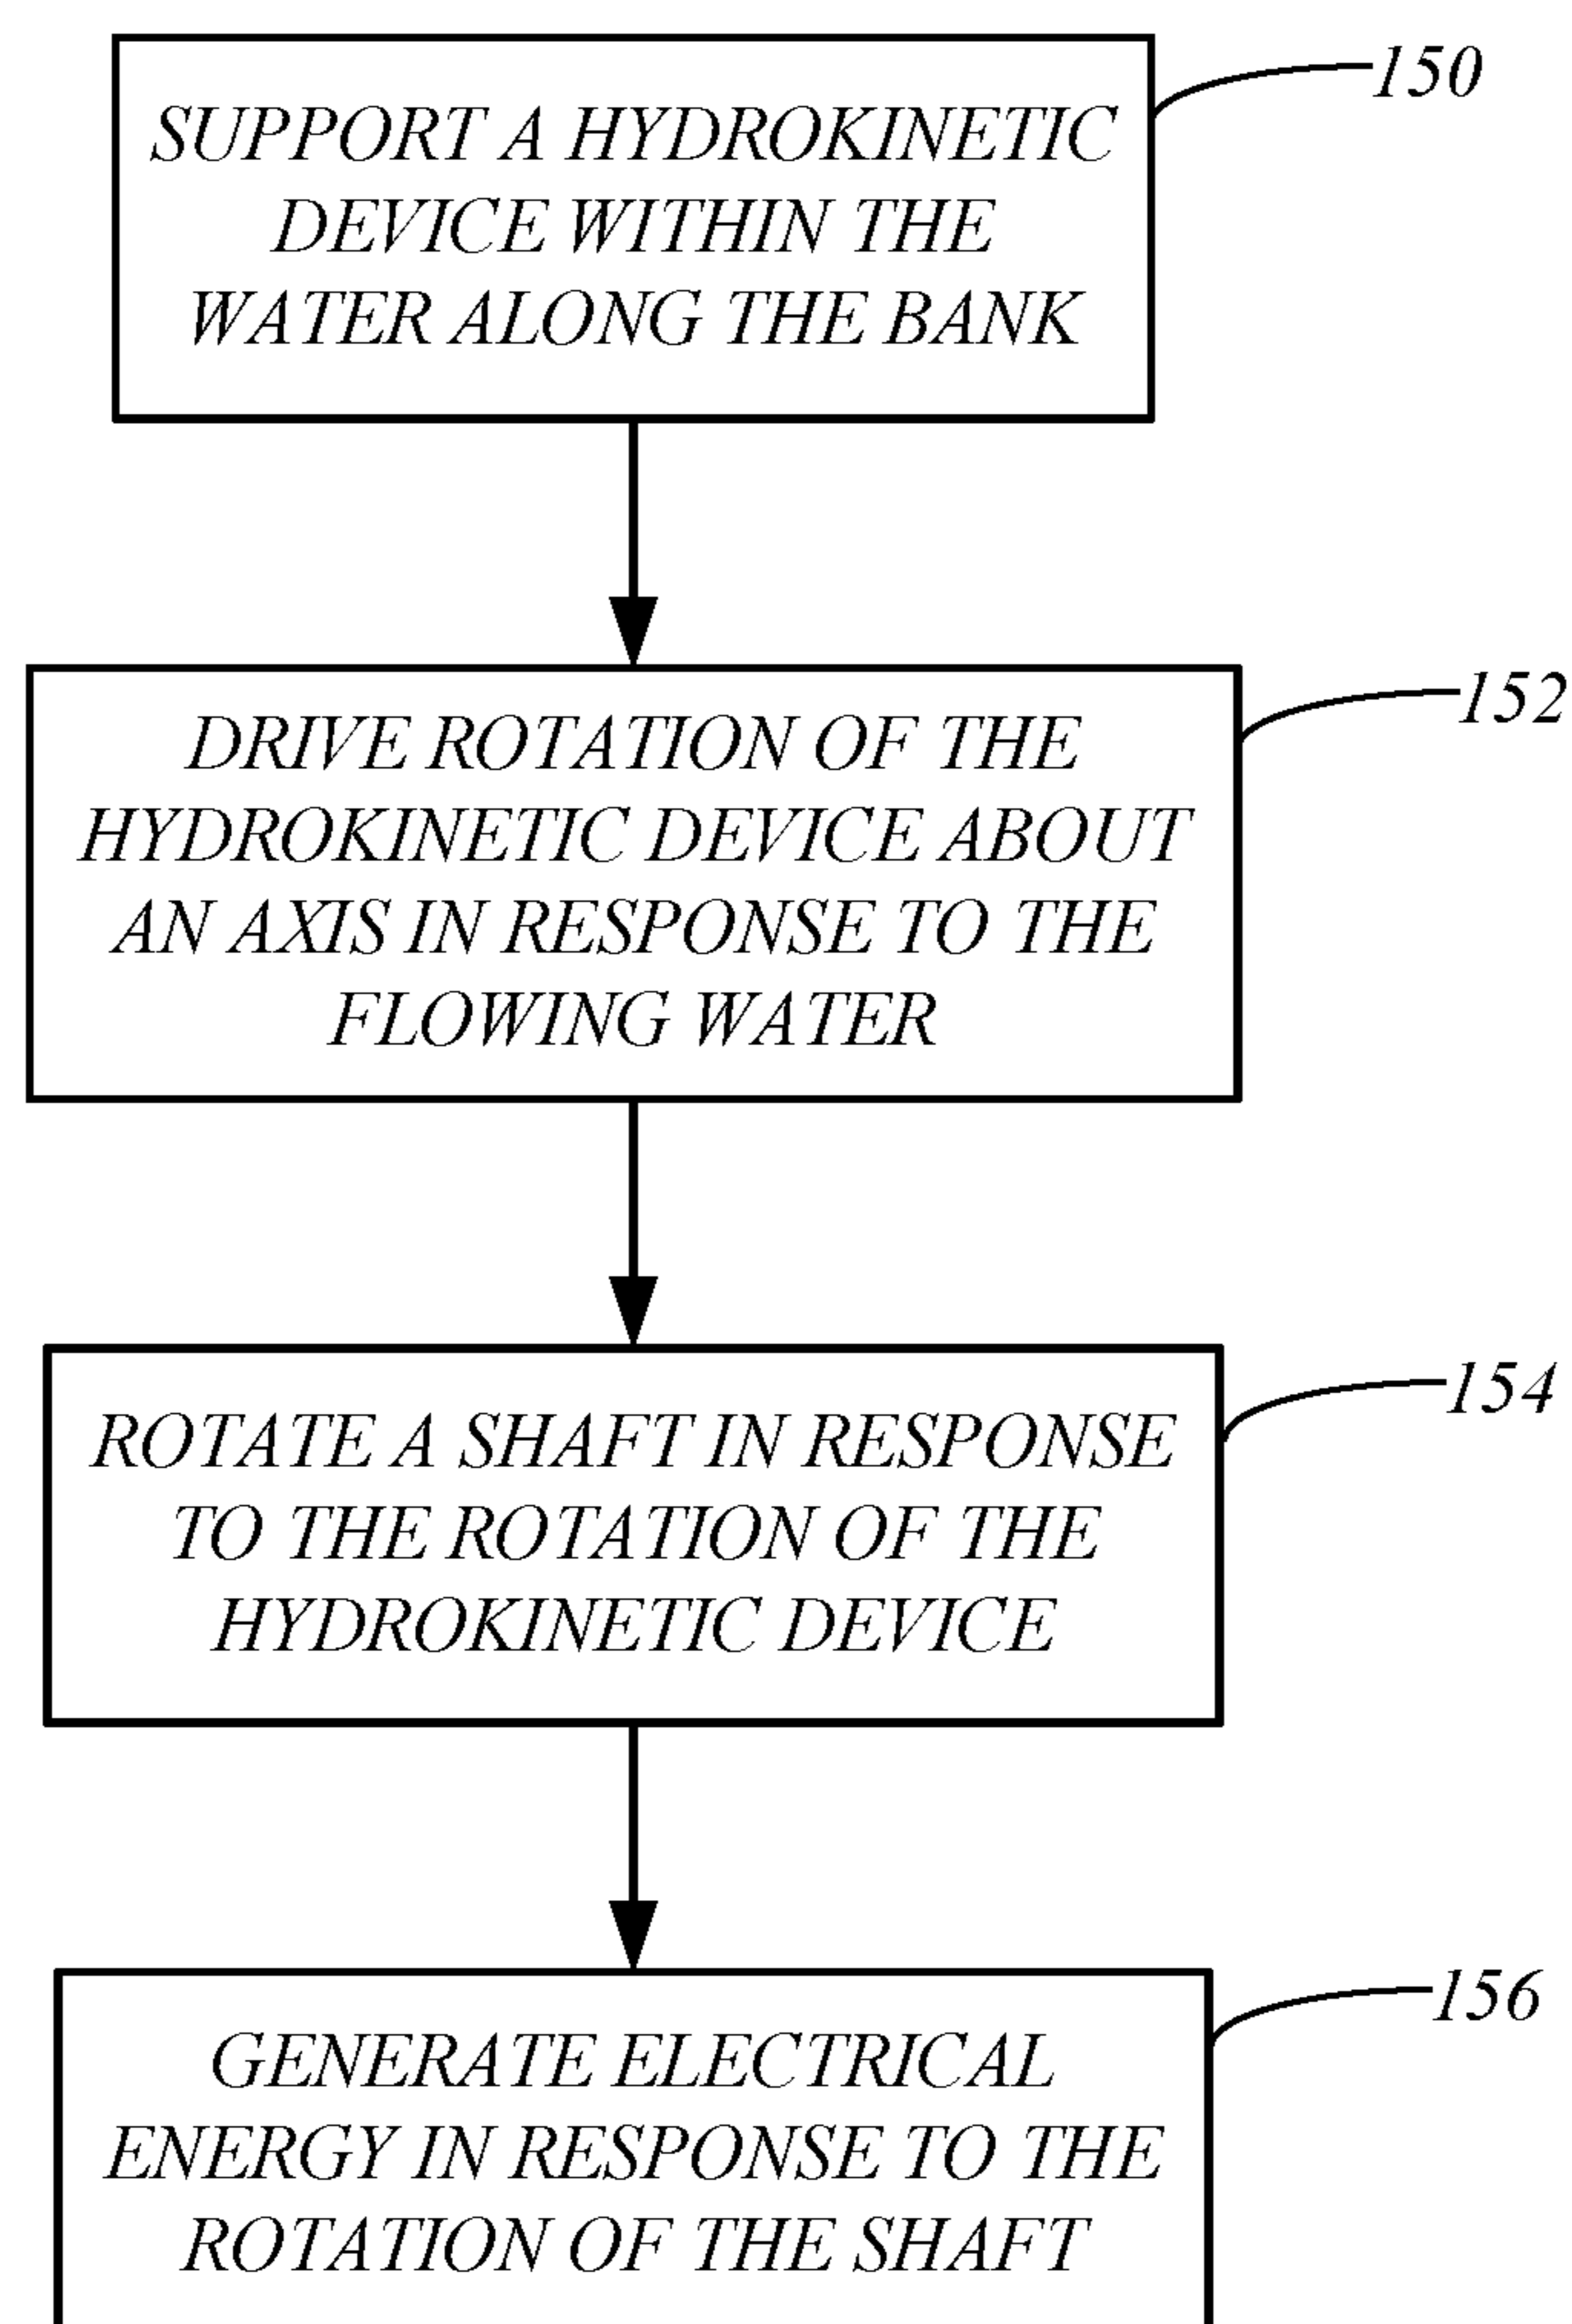 SUPPORT A HYDROKINETIC
DEVICE WITHIN THE
WATER ALONG THE BANK
150
DRIVE ROTATION OF THE
HYDROKINETIC DEVICE ABOUT
AN AXIS IN RESPONSE TO THE
FLOWING WATER
152
ROTATE A SHAFT IN RESPONSE
TO THE ROTATION OF THE
HYDROKINETIC DEVICE
154
GENERATE ELECTRICAL
ENERGY IN RESPONSE TO THE
ROTATION OF THE SHAFT
156